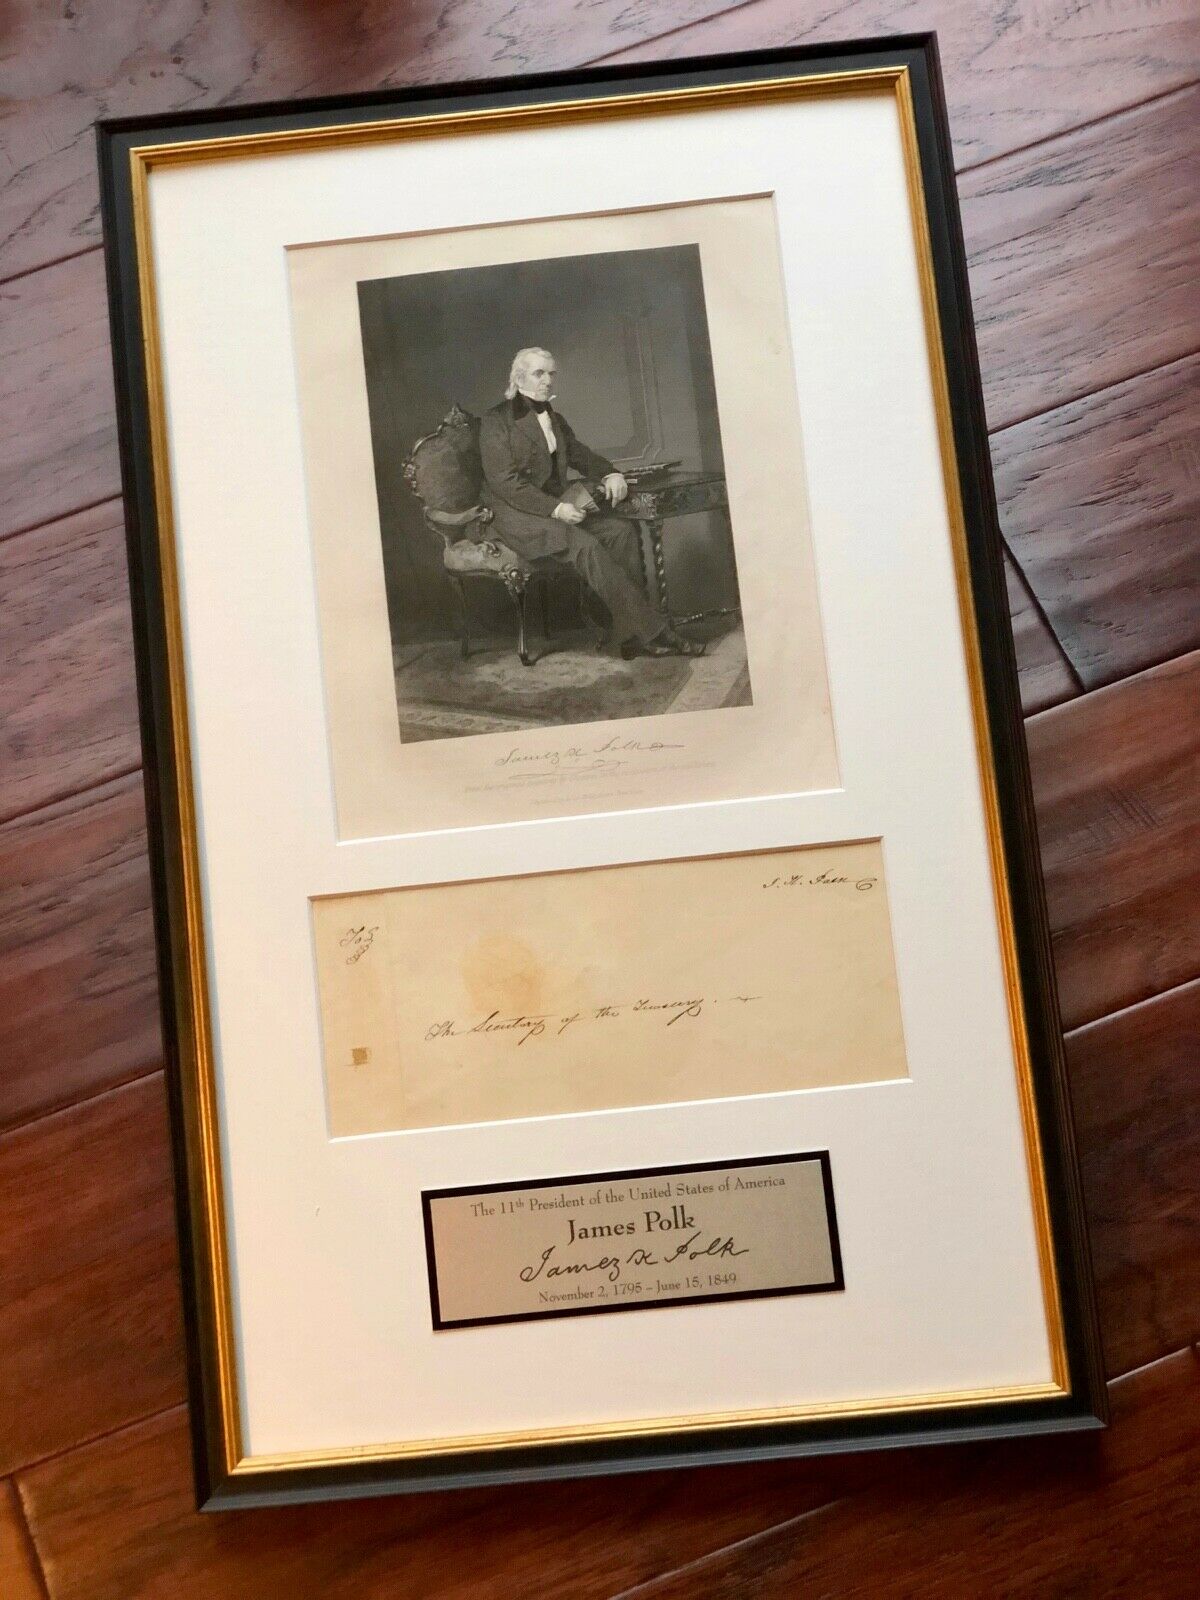 James K Polk
J. K. Polk
To
The Secretary of the Treasury.
The 11th President of the United States of America
James Polk
James K Polk
November 2, 1795 – June 15, 1849